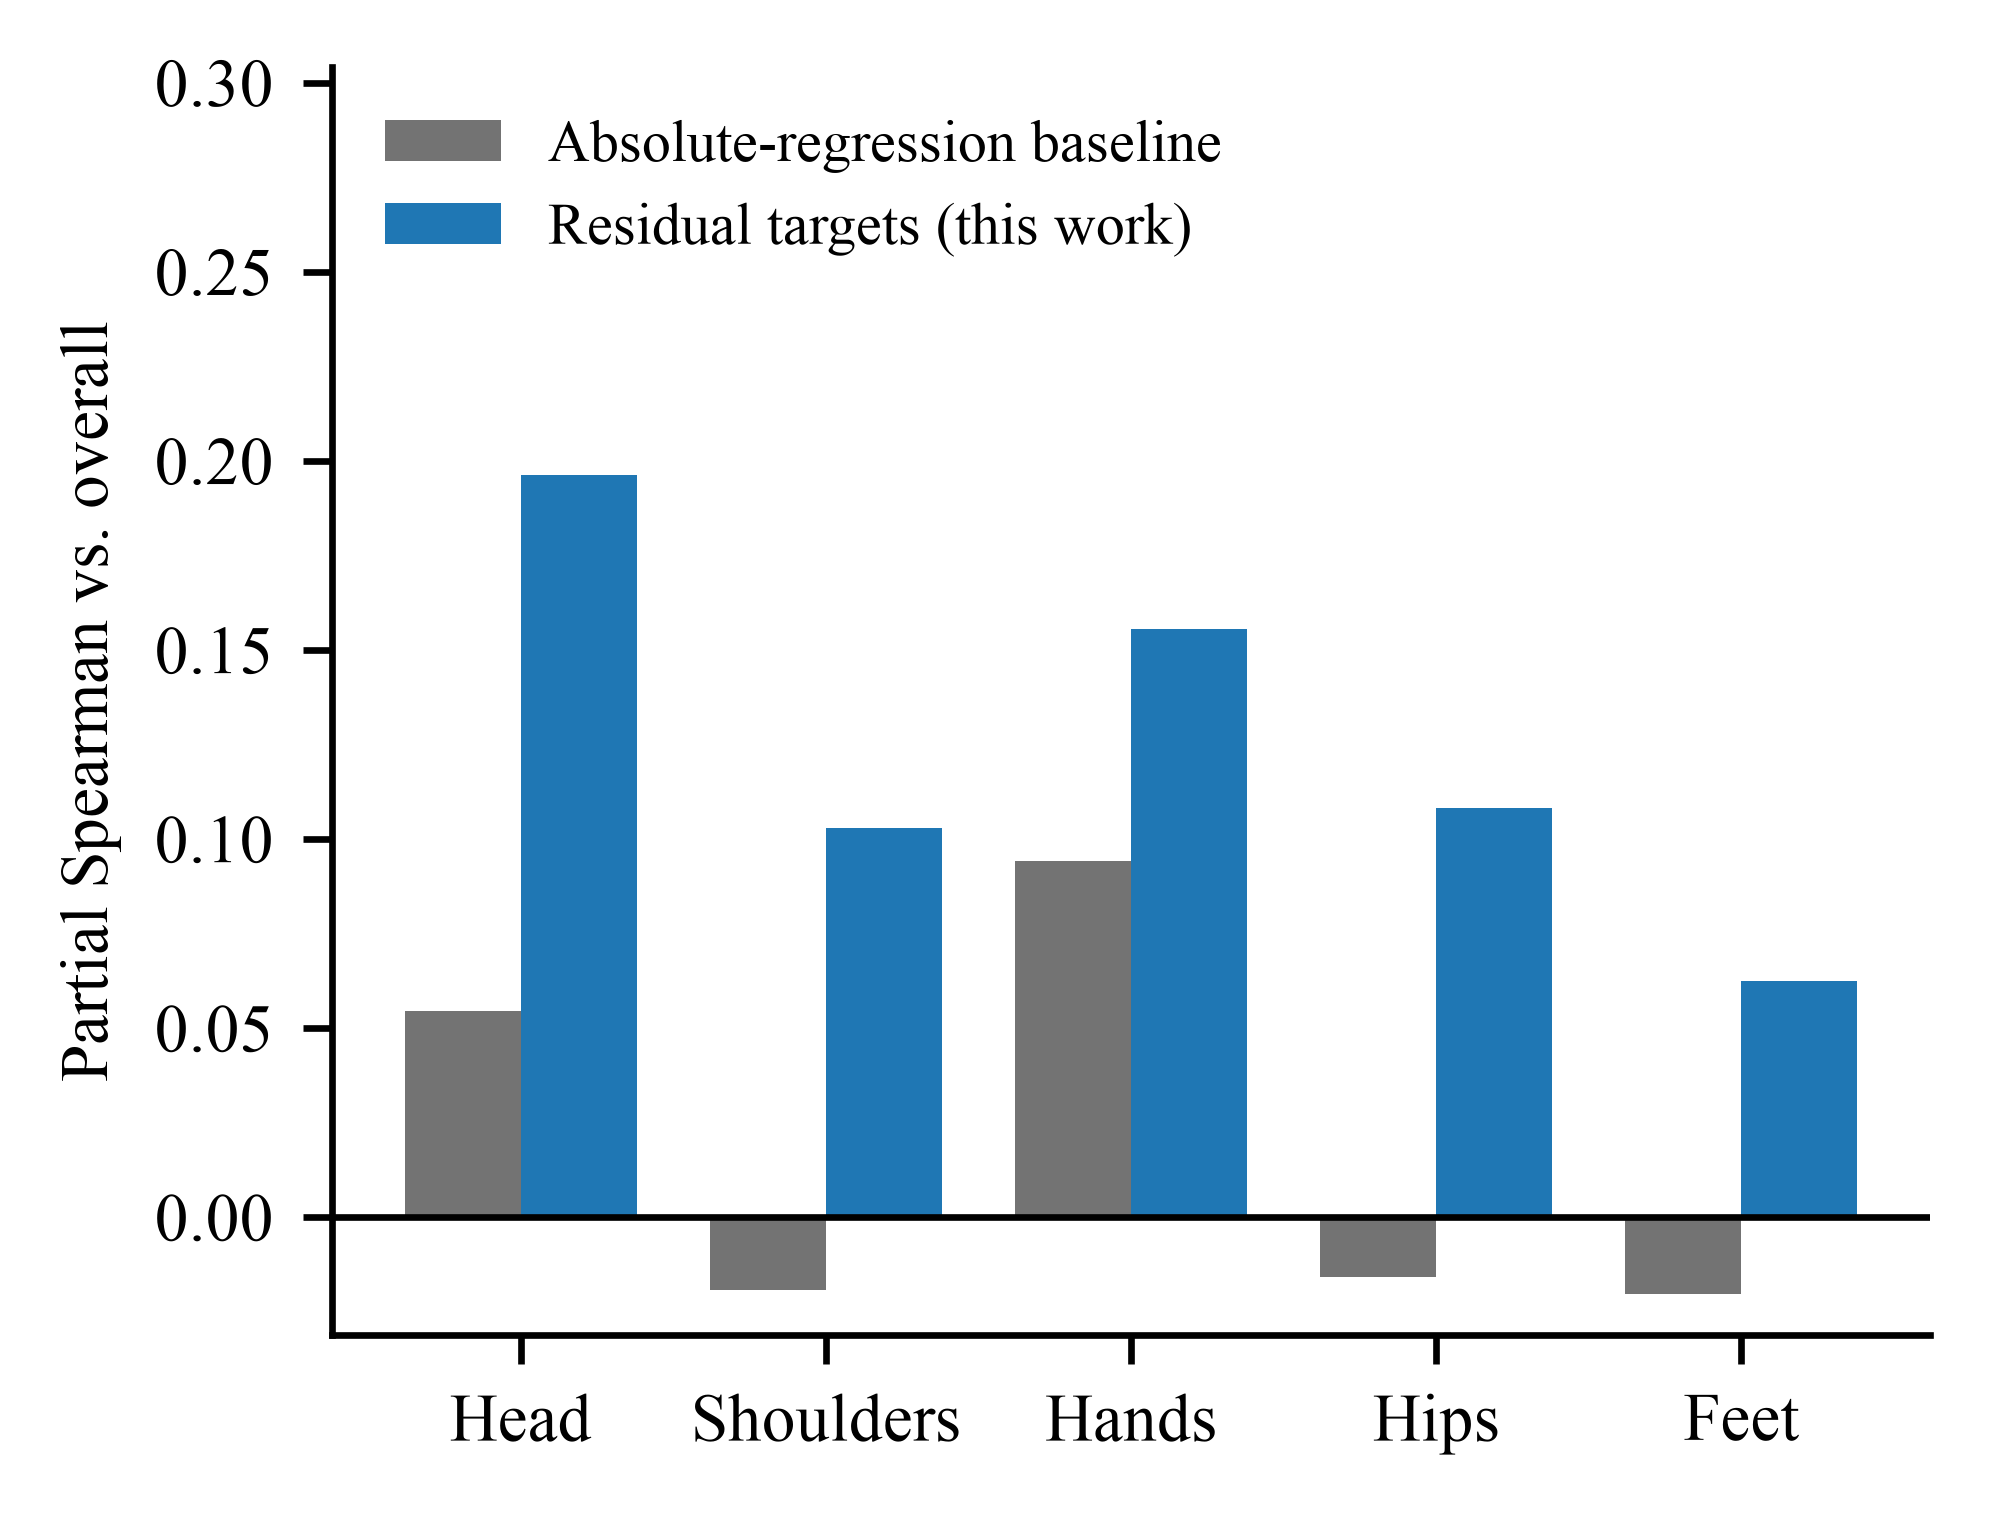 0.30
Absolute-regression baseline
Residual targets (this work)
0.25
0.20
0.15
0.10
0.05
0.00
Partial Spearman vs. overall
Head Shoulders Hands Hips Feet